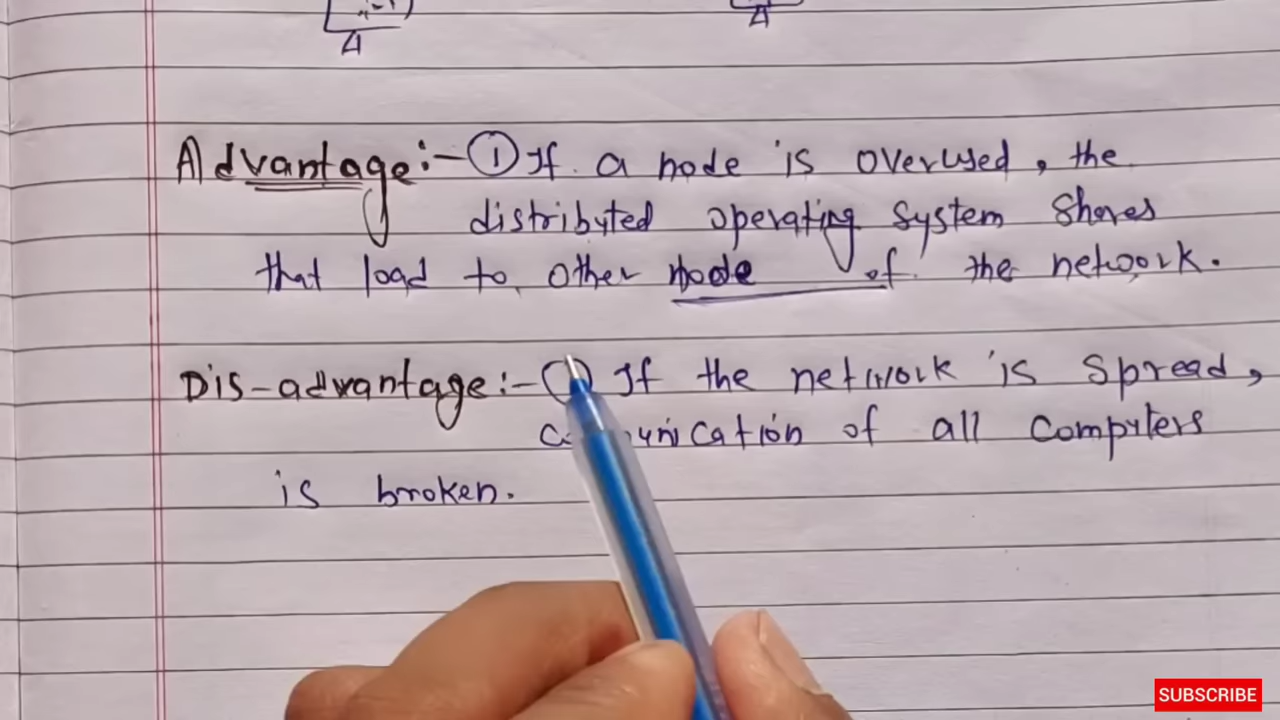 Advantage:- ① If a node is overused, the
distributed operating system shares
that load to other node of the network.
Dis-advantage:- ① If the network is spread,
communication of all computers
is broken.
SUBSCRIBE